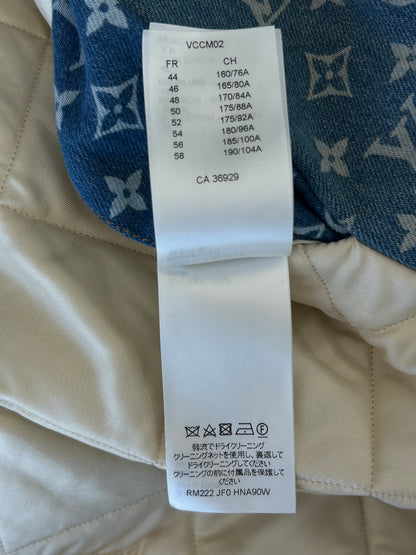 VCCM02
FR CH
44 160/76A
46 165/80A
48 170/84A
50 175/88A
52 175/92A
54 180/96A
56 185/100A
58 190/104A
CA 36929
弱流でドライクリーニング
クリーニングネットを使用し、裏返して
ドライクリーニングしてください
クリーニングの前に付属品を保護してく
ださい
RM222 JF0 HNA90W